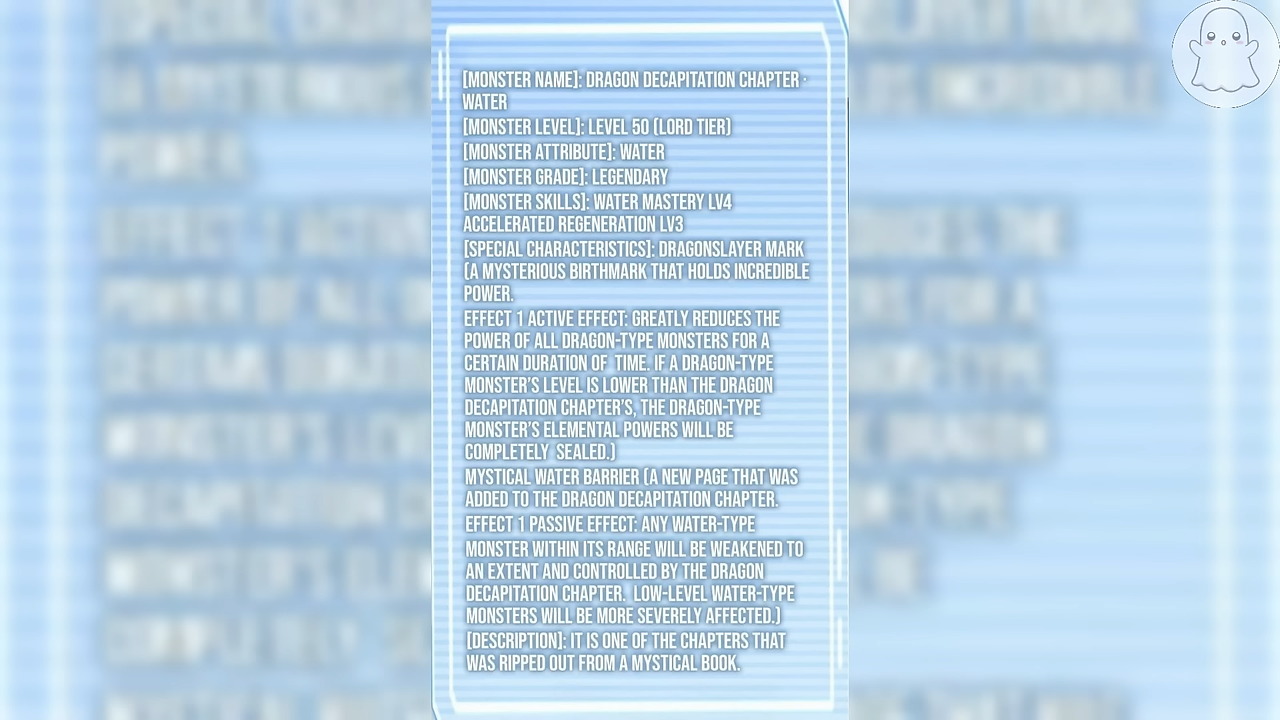 [MONSTER NAME]: DRAGON DECAPITATION CHAPTER ·
WATER
[MONSTER LEVEL]: LEVEL 50 (LORD TIER)
[MONSTER ATTRIBUTE]: WATER
[MONSTER GRADE]: LEGENDARY
[MONSTER SKILLS]: WATER MASTERY LV4
ACCELERATED REGENERATION LV3
[SPECIAL CHARACTERISTICS]: DRAGONSLAYER MARK
(A MYSTERIOUS BIRTHMARK THAT HOLDS INCREDIBLE
POWER.
EFFECT 1 ACTIVE EFFECT: GREATLY REDUCES THE
POWER OF ALL DRAGON-TYPE MONSTERS FOR A
CERTAIN DURATION OF TIME. IF A DRAGON-TYPE
MONSTER'S LEVEL IS LOWER THAN THE DRAGON
DECAPITATION CHAPTER'S, THE DRAGON-TYPE
MONSTER'S ELEMENTAL POWERS WILL BE
COMPLETELY SEALED.)
MYSTICAL WATER BARRIER (A NEW PAGE THAT WAS
ADDED TO THE DRAGON DECAPITATION CHAPTER.
EFFECT 1 PASSIVE EFFECT: ANY WATER-TYPE
MONSTER WITHIN ITS RANGE WILL BE WEAKENED TO
AN EXTENT AND CONTROLLED BY THE DRAGON
DECAPITATION CHAPTER. LOW-LEVEL WATER-TYPE
MONSTERS WILL BE MORE SEVERELY AFFECTED.)
[DESCRIPTION]: IT IS ONE OF THE CHAPTERS THAT
WAS RIPPED OUT FROM A MYSTICAL BOOK.